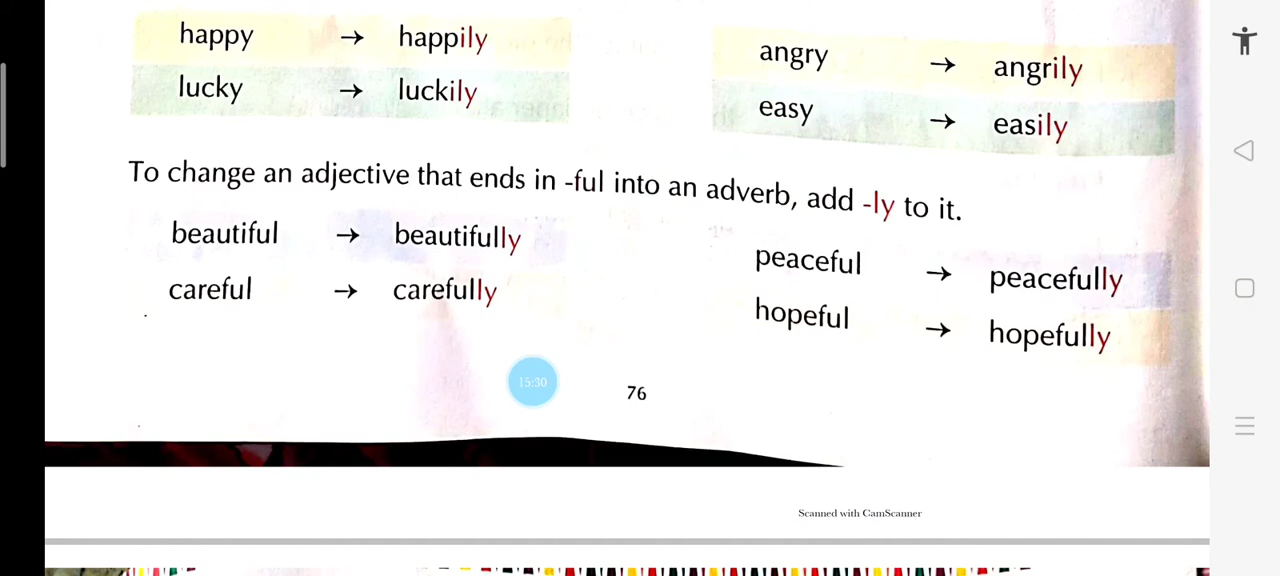 happy → happily
angry → angrily
lucky → luckily
easy → easily
To change an adjective that ends in -ful into an adverb, add -ly to it.
beautiful → beautifully
peaceful → peacefully
careful → carefully
hopeful → hopefully
15:30
76
Scanned with CamScanner